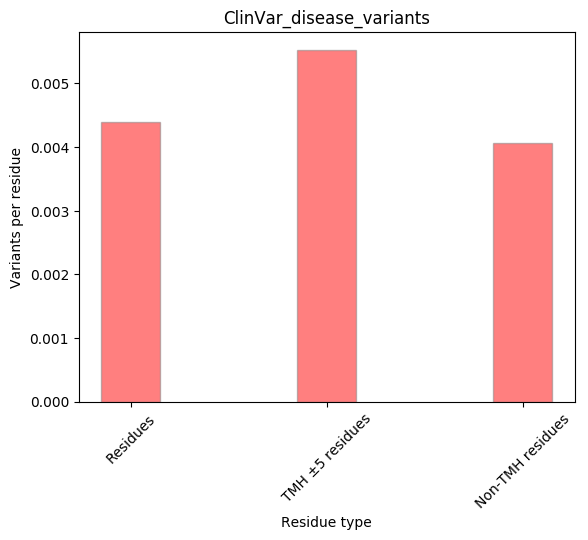 ClinVar_disease_variants
Variants per residue
0.005
0.004
0.003
0.002
0.001
0.000
Residues
TMH ±5 residues
Non-TMH residues
Residue type